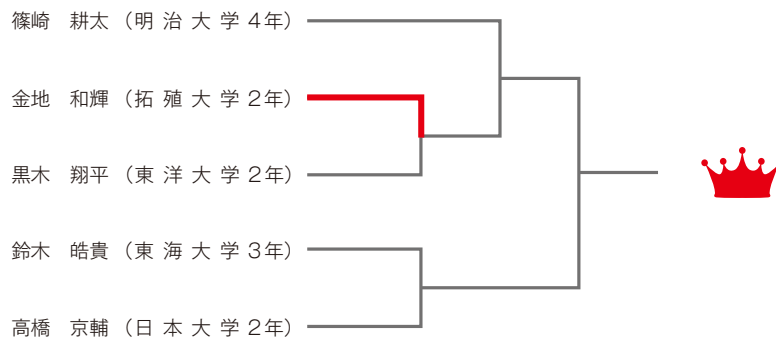 篠崎　耕太（明治大学4年）
金地　和輝（拓殖大学2年）
黒木　翔平（東洋大学2年）
鈴木　皓貴（東海大学3年）
高橋　京輔（日本大学2年）